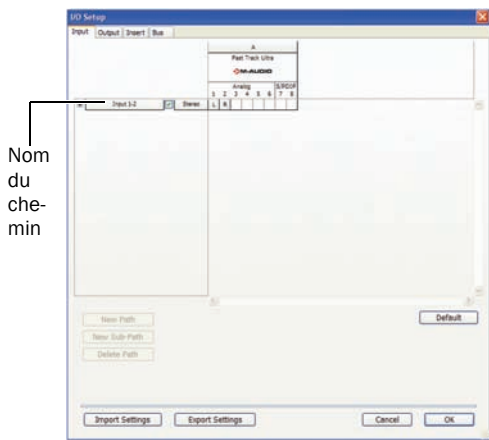 I/O Setup
Input Output Insert Bus
A
Fast Track Ultra
M-AUDIO
Analog S/PDIF
1 2 3 4 5 6 7 8
Input 1-2 Stereo L R
Nom
du
che-
min
New Path
New Sub-Path
Delete Path
Default
Import Settings Export Settings Cancel OK